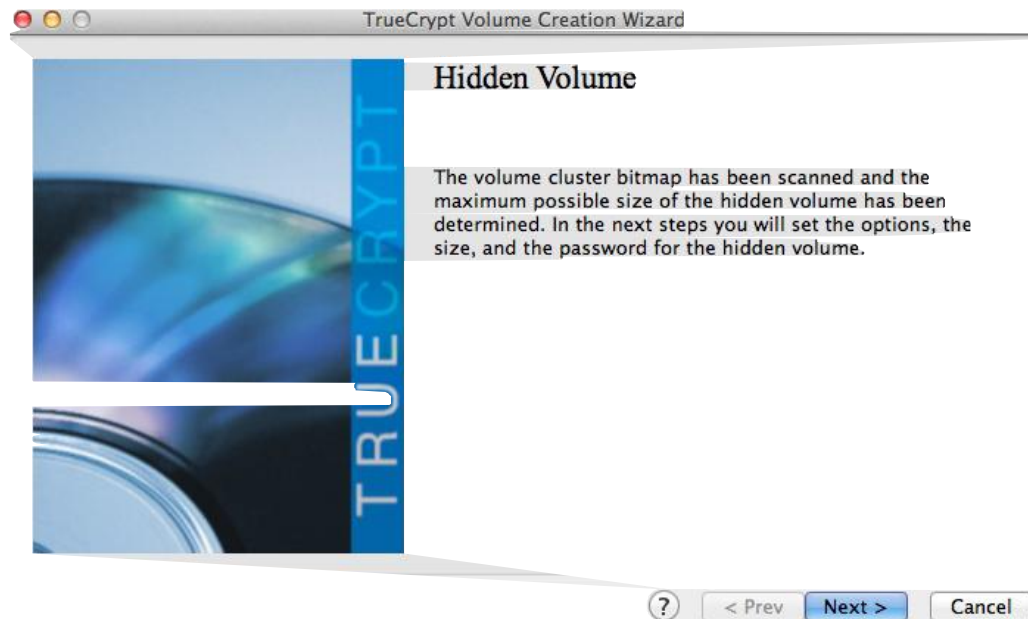 TrueCrypt Volume Creation Wizard
Hidden Volume
The volume cluster bitmap has been scanned and the
maximum possible size of the hidden volume has been
determined. In the next steps you will set the options, the
size, and the password for the hidden volume.
TRUECRYPT
? < Prev Next > Cancel